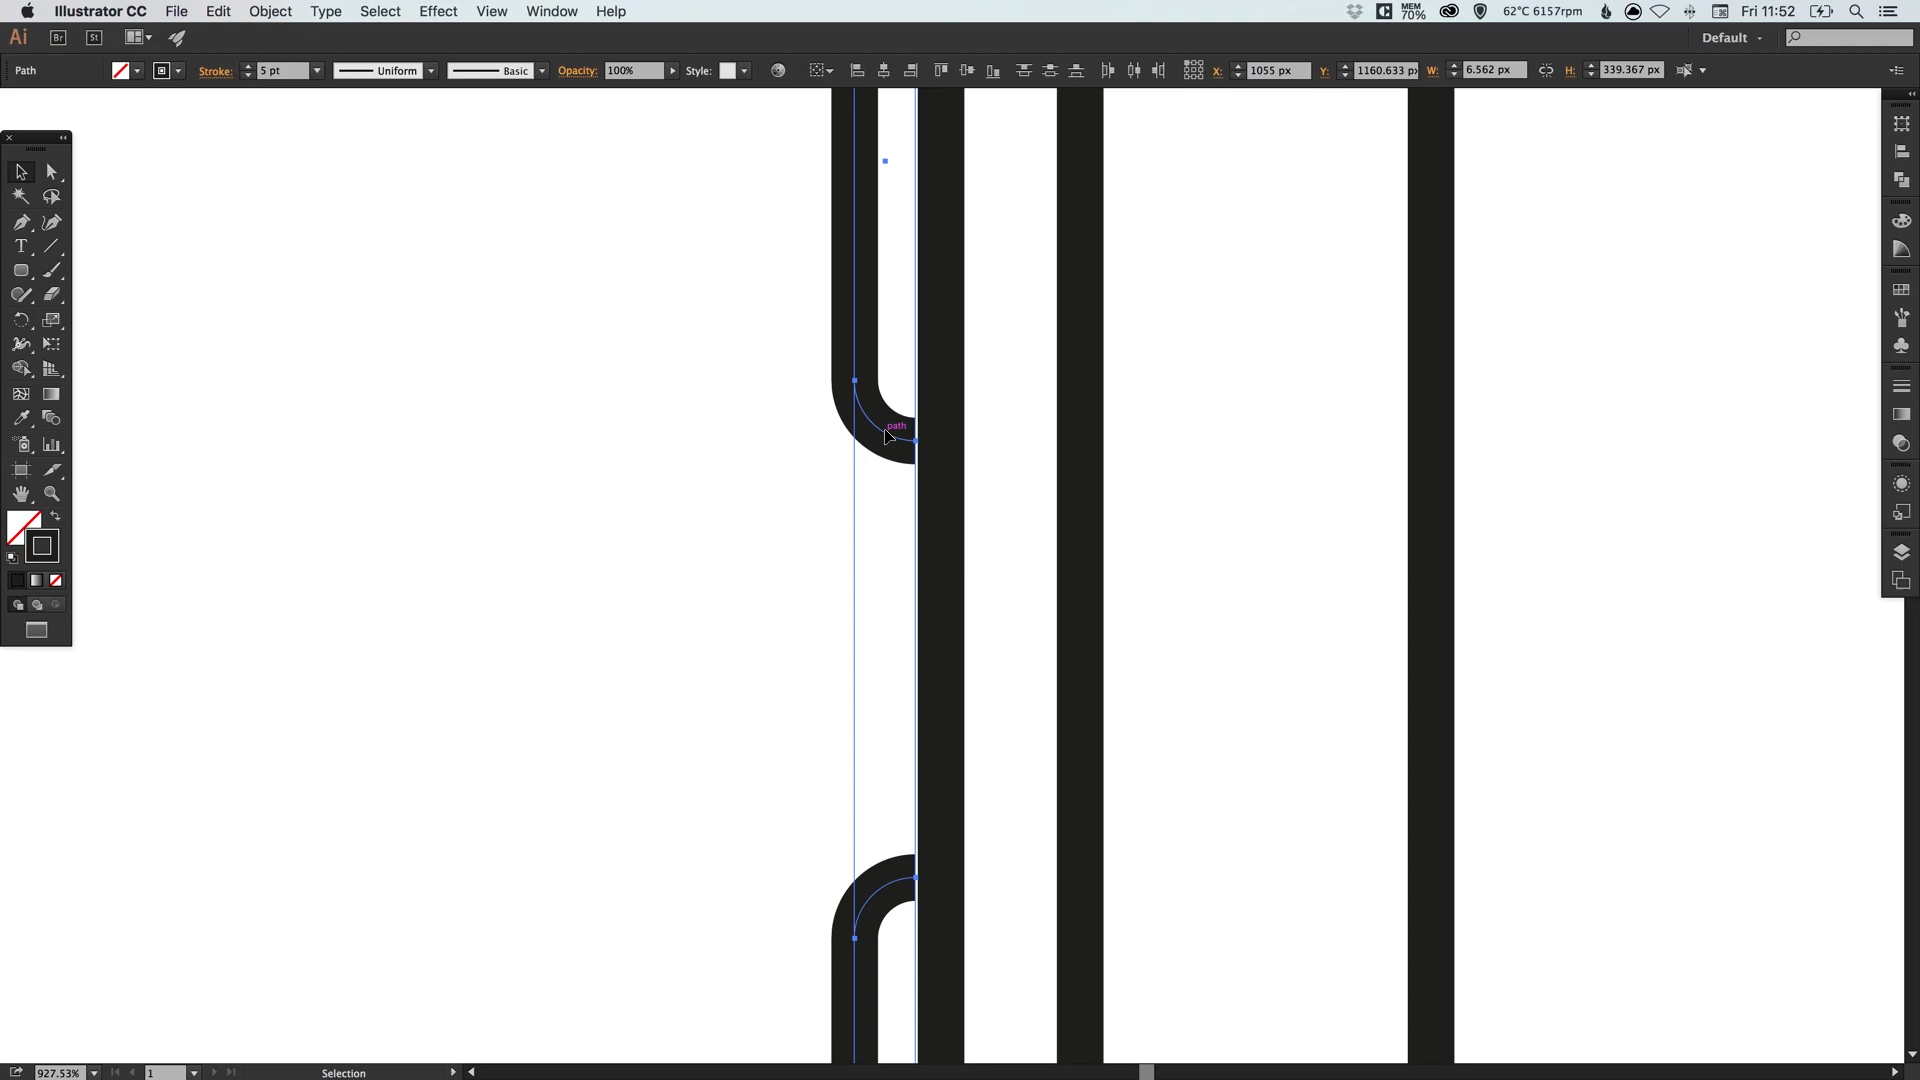 Illustrator CC File Edit Object Type Select Effect View Window Help MEM 70% 62°C 6157rpm Fri 11:52
Ai Br St Default
Path Stroke: 5 pt Uniform Basic Opacity: 100% Style: X: 1055 px Y: 1160.633 px W: 6.562 px H: 339.367 px
T
path
927.53% 1 Selection